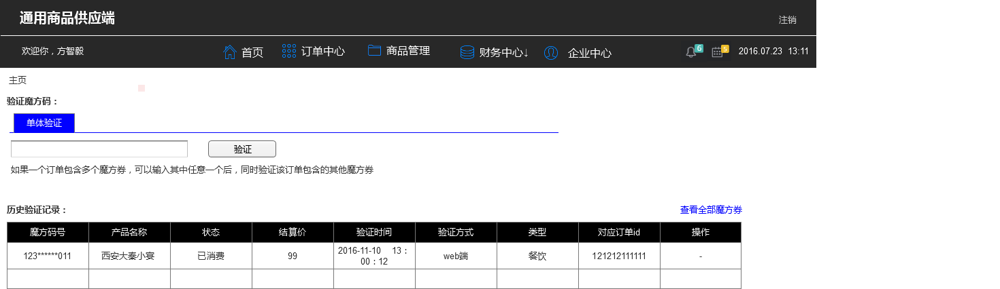 通用商品供应端
注销
欢迎你，方智毅 首页 订单中心 商品管理 财务中心↓ 企业中心 6 5 2016.07.23 13:11
主页
验证魔方码：
单体验证
验证
如果一个订单包含多个魔方券，可以输入其中任意一个后，同时验证该订单包含的其他魔方券
历史验证记录： 查看全部魔方券
魔方码号 产品名称 状态 结算价 验证时间 验证方式 类型 对应订单id 操作
123******011 西安大秦小宴 已消费 99 2016-11-10 13：00：12 web端 餐饮 121212111111 -